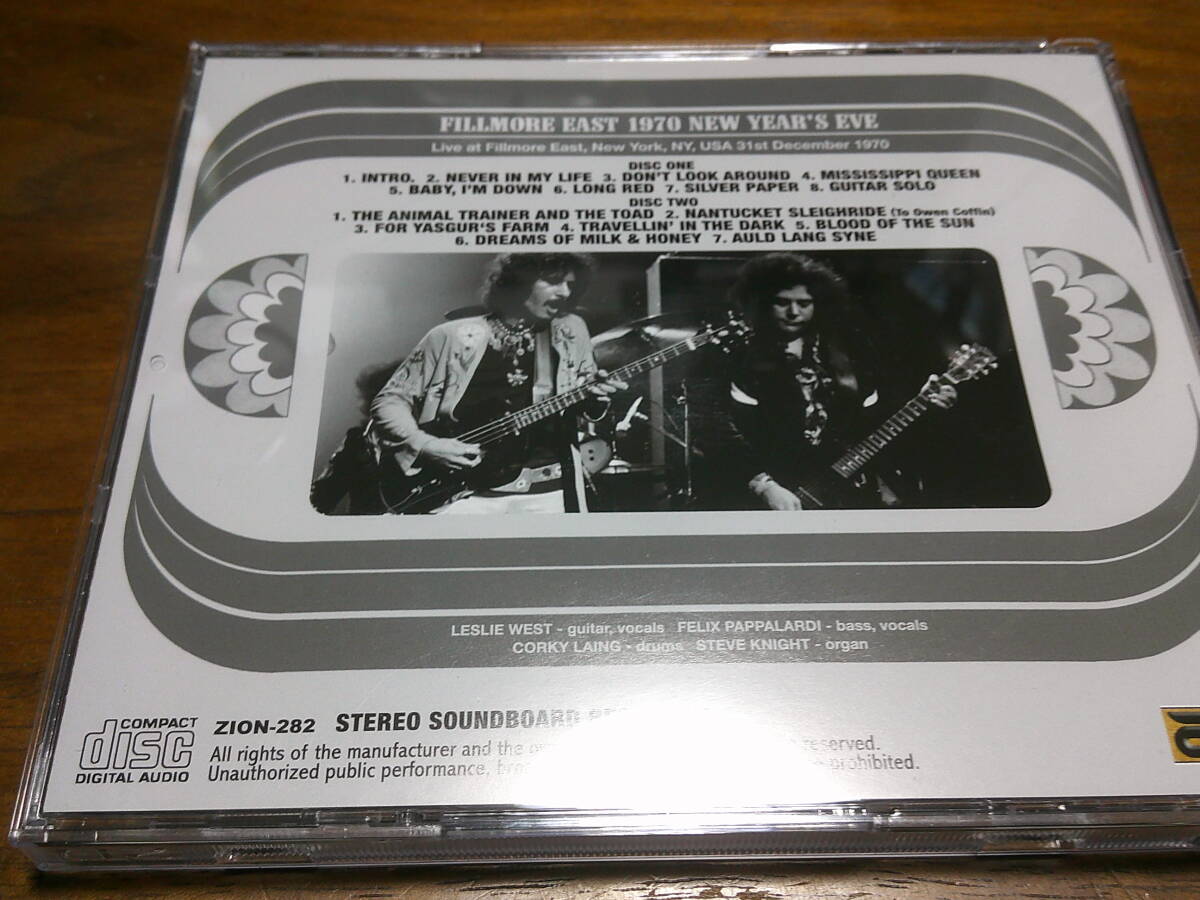 FILLMORE EAST 1970 NEW YEAR'S EVE
Live at Fillmore East, New York, NY, USA 31st December 1970
DISC ONE
1. INTRO. 2. NEVER IN MY LIFE 3. DON'T LOOK AROUND 4. MISSISSIPPI QUEEN
5. BABY, I'M DOWN 6. LONG RED 7. SILVER PAPER 8. GUITAR SOLO
DISC TWO
1. THE ANIMAL TRAINER AND THE TOAD 2. NANTUCKET SLEIGHRIDE (To Owen Coffin)
3. FOR YASGUR'S FARM 4. TRAVELLIN' IN THE DARK 5. BLOOD OF THE SUN
6. DREAMS OF MILK & HONEY 7. AULD LANG SYNE
LESLIE WEST - guitar, vocals FELIX PAPPALARDI - bass, vocals
CORKY LAING - drums STEVE KNIGHT - organ
COMPACT
disc
DIGITAL AUDIO
ZION-282 STEREO SOUNDBOARD
All rights of the manufacturer and the reserved.
Unauthorized public performance, prohibited.